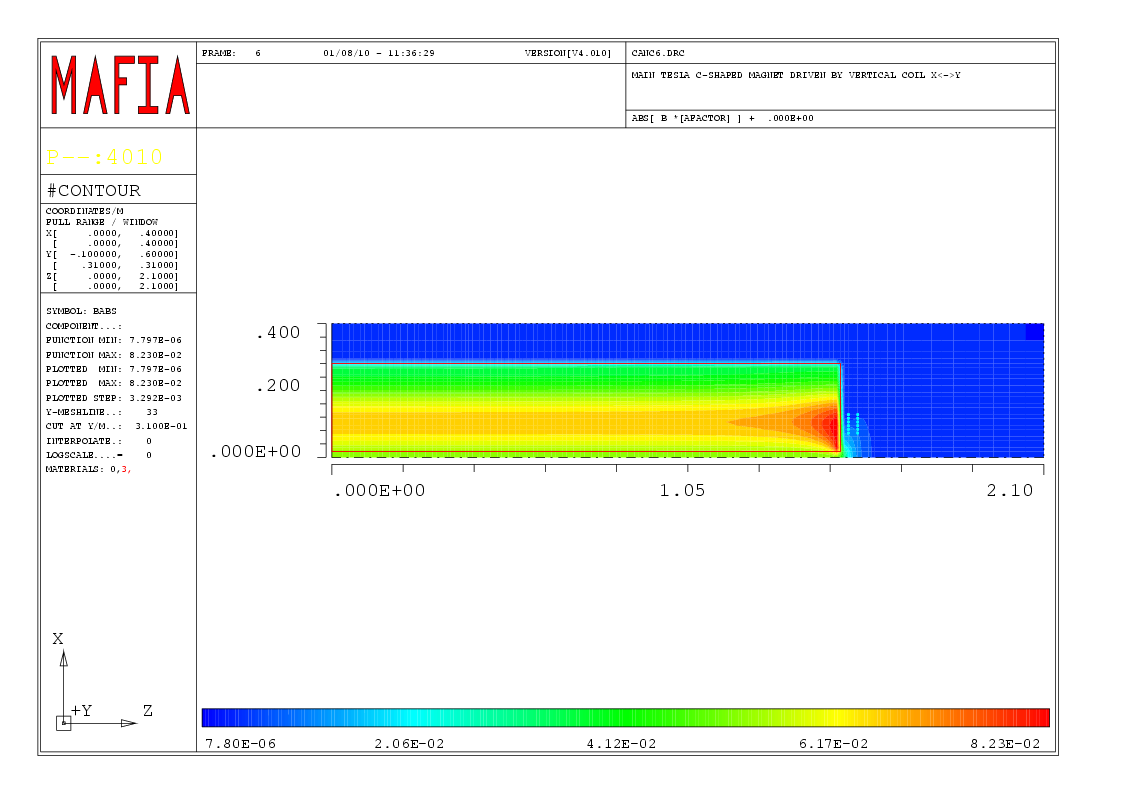 MAFIA
FRAME: 6 01/08/10 - 11:36:29 VERSION[V4.010] CANC6.DRC
MAIN TESLA C-SHAPED MAGNET DRIVEN BY VERTICAL COIL X<->Y
ABS[ B *[AFACTOR] ] + .000E+00
P--:4010
#CONTOUR
COORDINATES/M
FULL RANGE / WINDOW
X[ .0000, .40000]
[ .0000, .40000]
Y[ -.100000, .60000]
[ .31000, .31000]
Z[ .0000, 2.1000]
[ .0000, 2.1000]
SYMBOL: BABS
COMPONENT...:
FUNCTION MIN: 7.797E-06
FUNCTION MAX: 8.230E-02
PLOTTED MIN: 7.797E-06
PLOTTED MAX: 8.230E-02
PLOTTED STEP: 3.292E-03
Y-MESHLINE..: 33
CUT AT Y/M..: 3.100E-01
INTERPOLATE.: 0
LOGSCALE....= 0
MATERIALS: 0,3,
.400
.200
.000E+00
.000E+00 1.05 2.10
X
+Y Z
7.80E-06 2.06E-02 4.12E-02 6.17E-02 8.23E-02